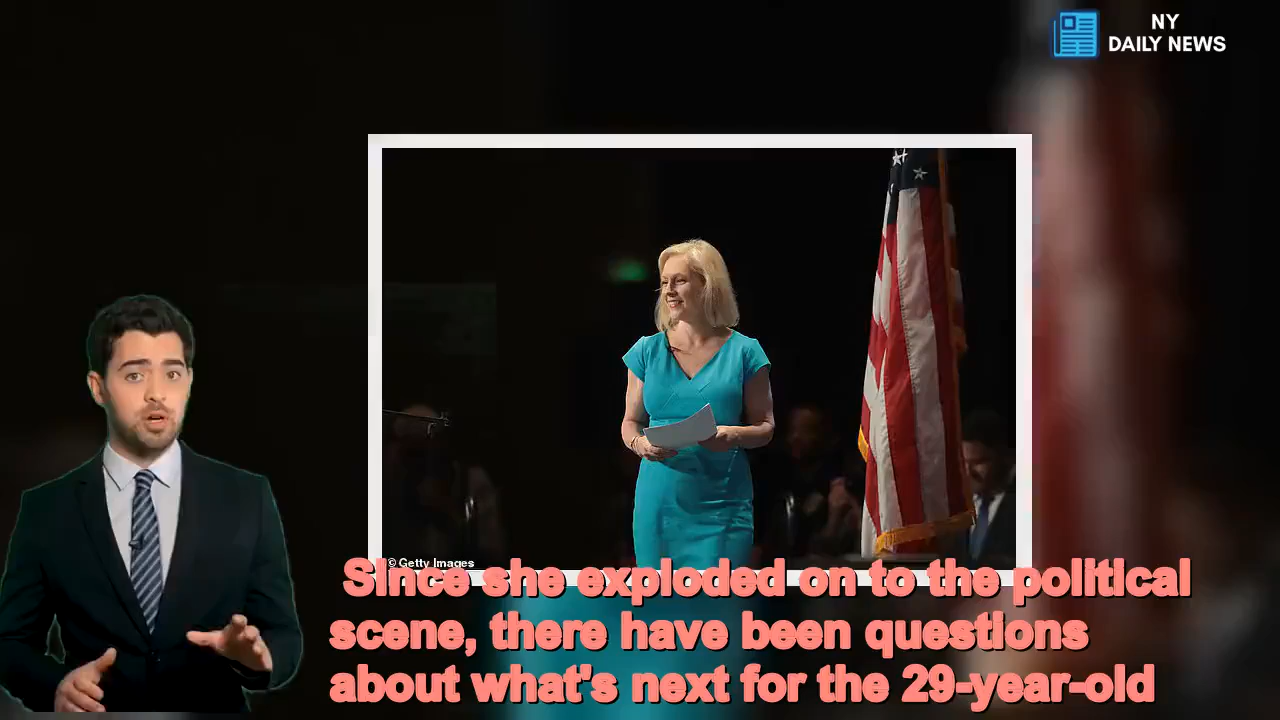 NY
DAILY NEWS
© Getty Images
Since she exploded on to the political
scene, there have been questions
about what's next for the 29-year-old